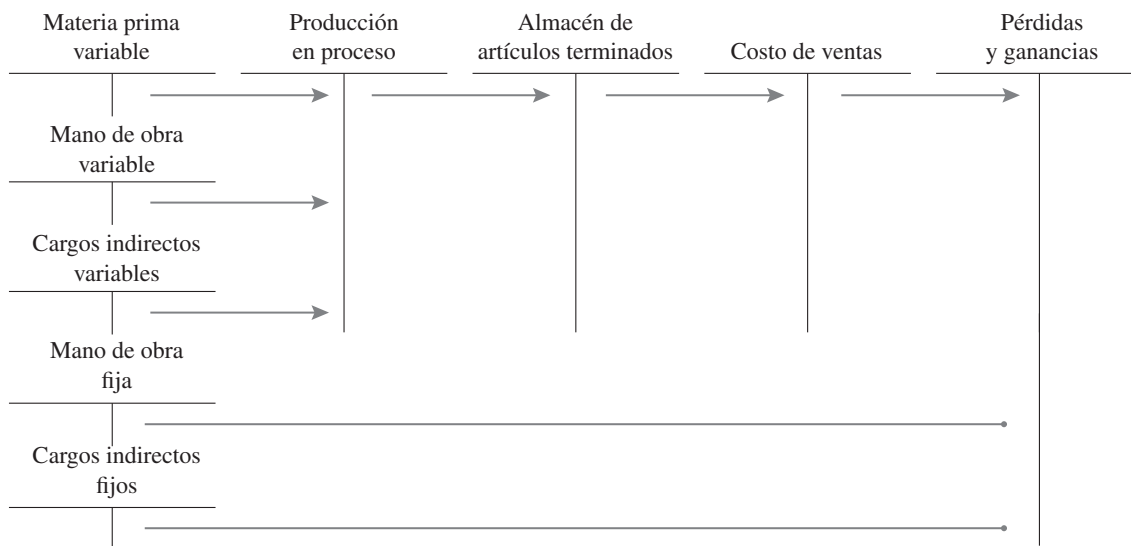 Materia prima
variable
Producción
en proceso
Almacén de
artículos terminados
Costo de ventas
Pérdidas
y ganancias
Mano de obra
variable
Cargos indirectos
variables
Mano de obra
fija
Cargos indirectos
fijos